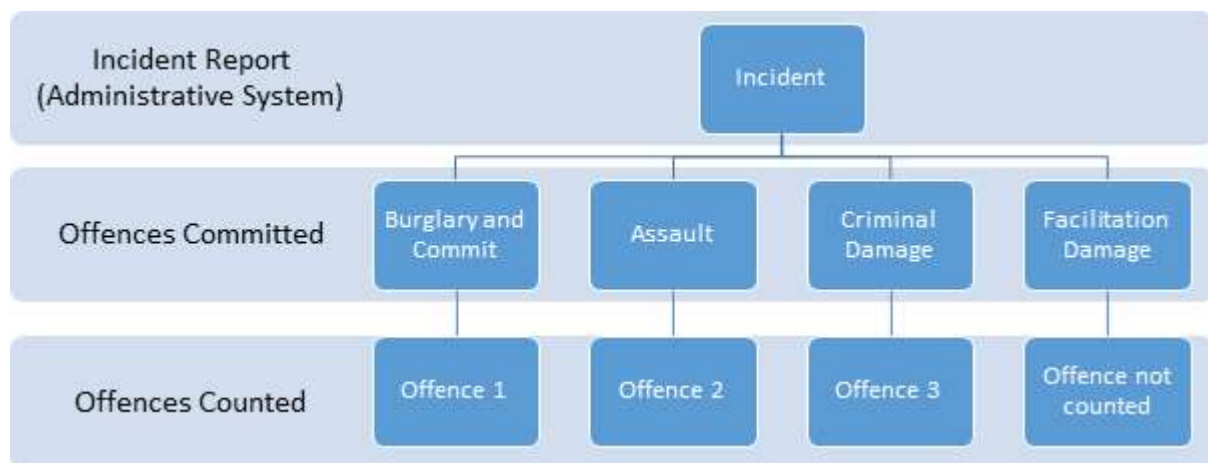 Incident Report
(Administrative System)
Incident
Offences Committed
Burglary and
Commit
Assault
Criminal
Damage
Facilitation
Damage
Offences Counted
Offence 1
Offence 2
Offence 3
Offence not
counted